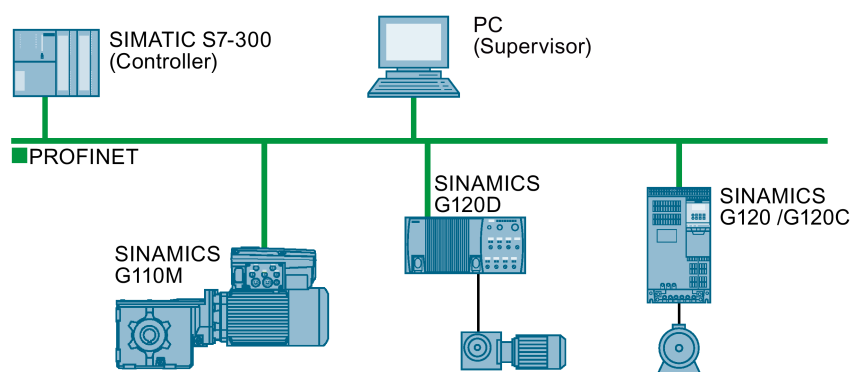 SIMATIC S7-300
(Controller)
PC
(Supervisor)
PROFINET
SINAMICS
G110M
SINAMICS
G120D
SINAMICS
G120 /G120C